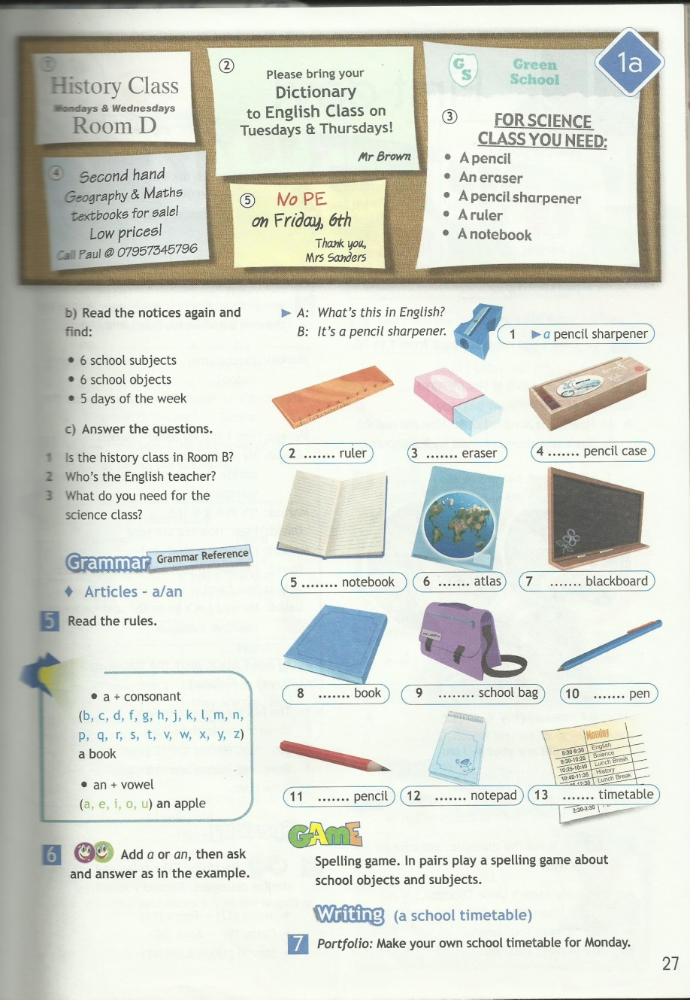 1a
①
History Class
Mondays & Wednesdays
Room D
②
Please bring your
Dictionary
to English Class on
Tuesdays & Thursdays!
Mr Brown
GS
Green
School
③
FOR SCIENCE
CLASS YOU NEED:
• A pencil
• An eraser
• A pencil sharpener
• A ruler
• A notebook
④
Second hand
Geography & Maths
textbooks for sale!
Low prices!
Call Paul @ 07957345796
⑤
No PE
on Friday, 6th
Thank you,
Mrs Sanders
b) Read the notices again and
find:
• 6 school subjects
• 6 school objects
• 5 days of the week
c) Answer the questions.
1 Is the history class in Room B?
2 Who's the English teacher?
3 What do you need for the
science class?
Grammar Grammar Reference
♦ Articles - a/an
5 Read the rules.
• a + consonant
(b, c, d, f, g, h, j, k, l, m, n,
p, q, r, s, t, v, w, x, y, z)
a book
• an + vowel
(a, e, i, o, u) an apple
6 Add a or an, then ask
and answer as in the example.
► A: What's this in English?
B: It's a pencil sharpener.
1 ►a pencil sharpener
2 ....... ruler
3 ....... eraser
4 ....... pencil case
5 ........ notebook
6 ....... atlas
7 ....... blackboard
8 ....... book
9 ........ school bag
10 ....... pen
11 ....... pencil
12 ....... notepad
Monday
8:30-9:30 English
9:30-10:25 Science
10:25-10:40 Lunch Break
10:40-11:35 History
Lunch Break
13 ....... timetable
2:30-3:30
GAmE
Spelling game. In pairs play a spelling game about
school objects and subjects.
Writing (a school timetable)
7 Portfolio: Make your own school timetable for Monday.
27